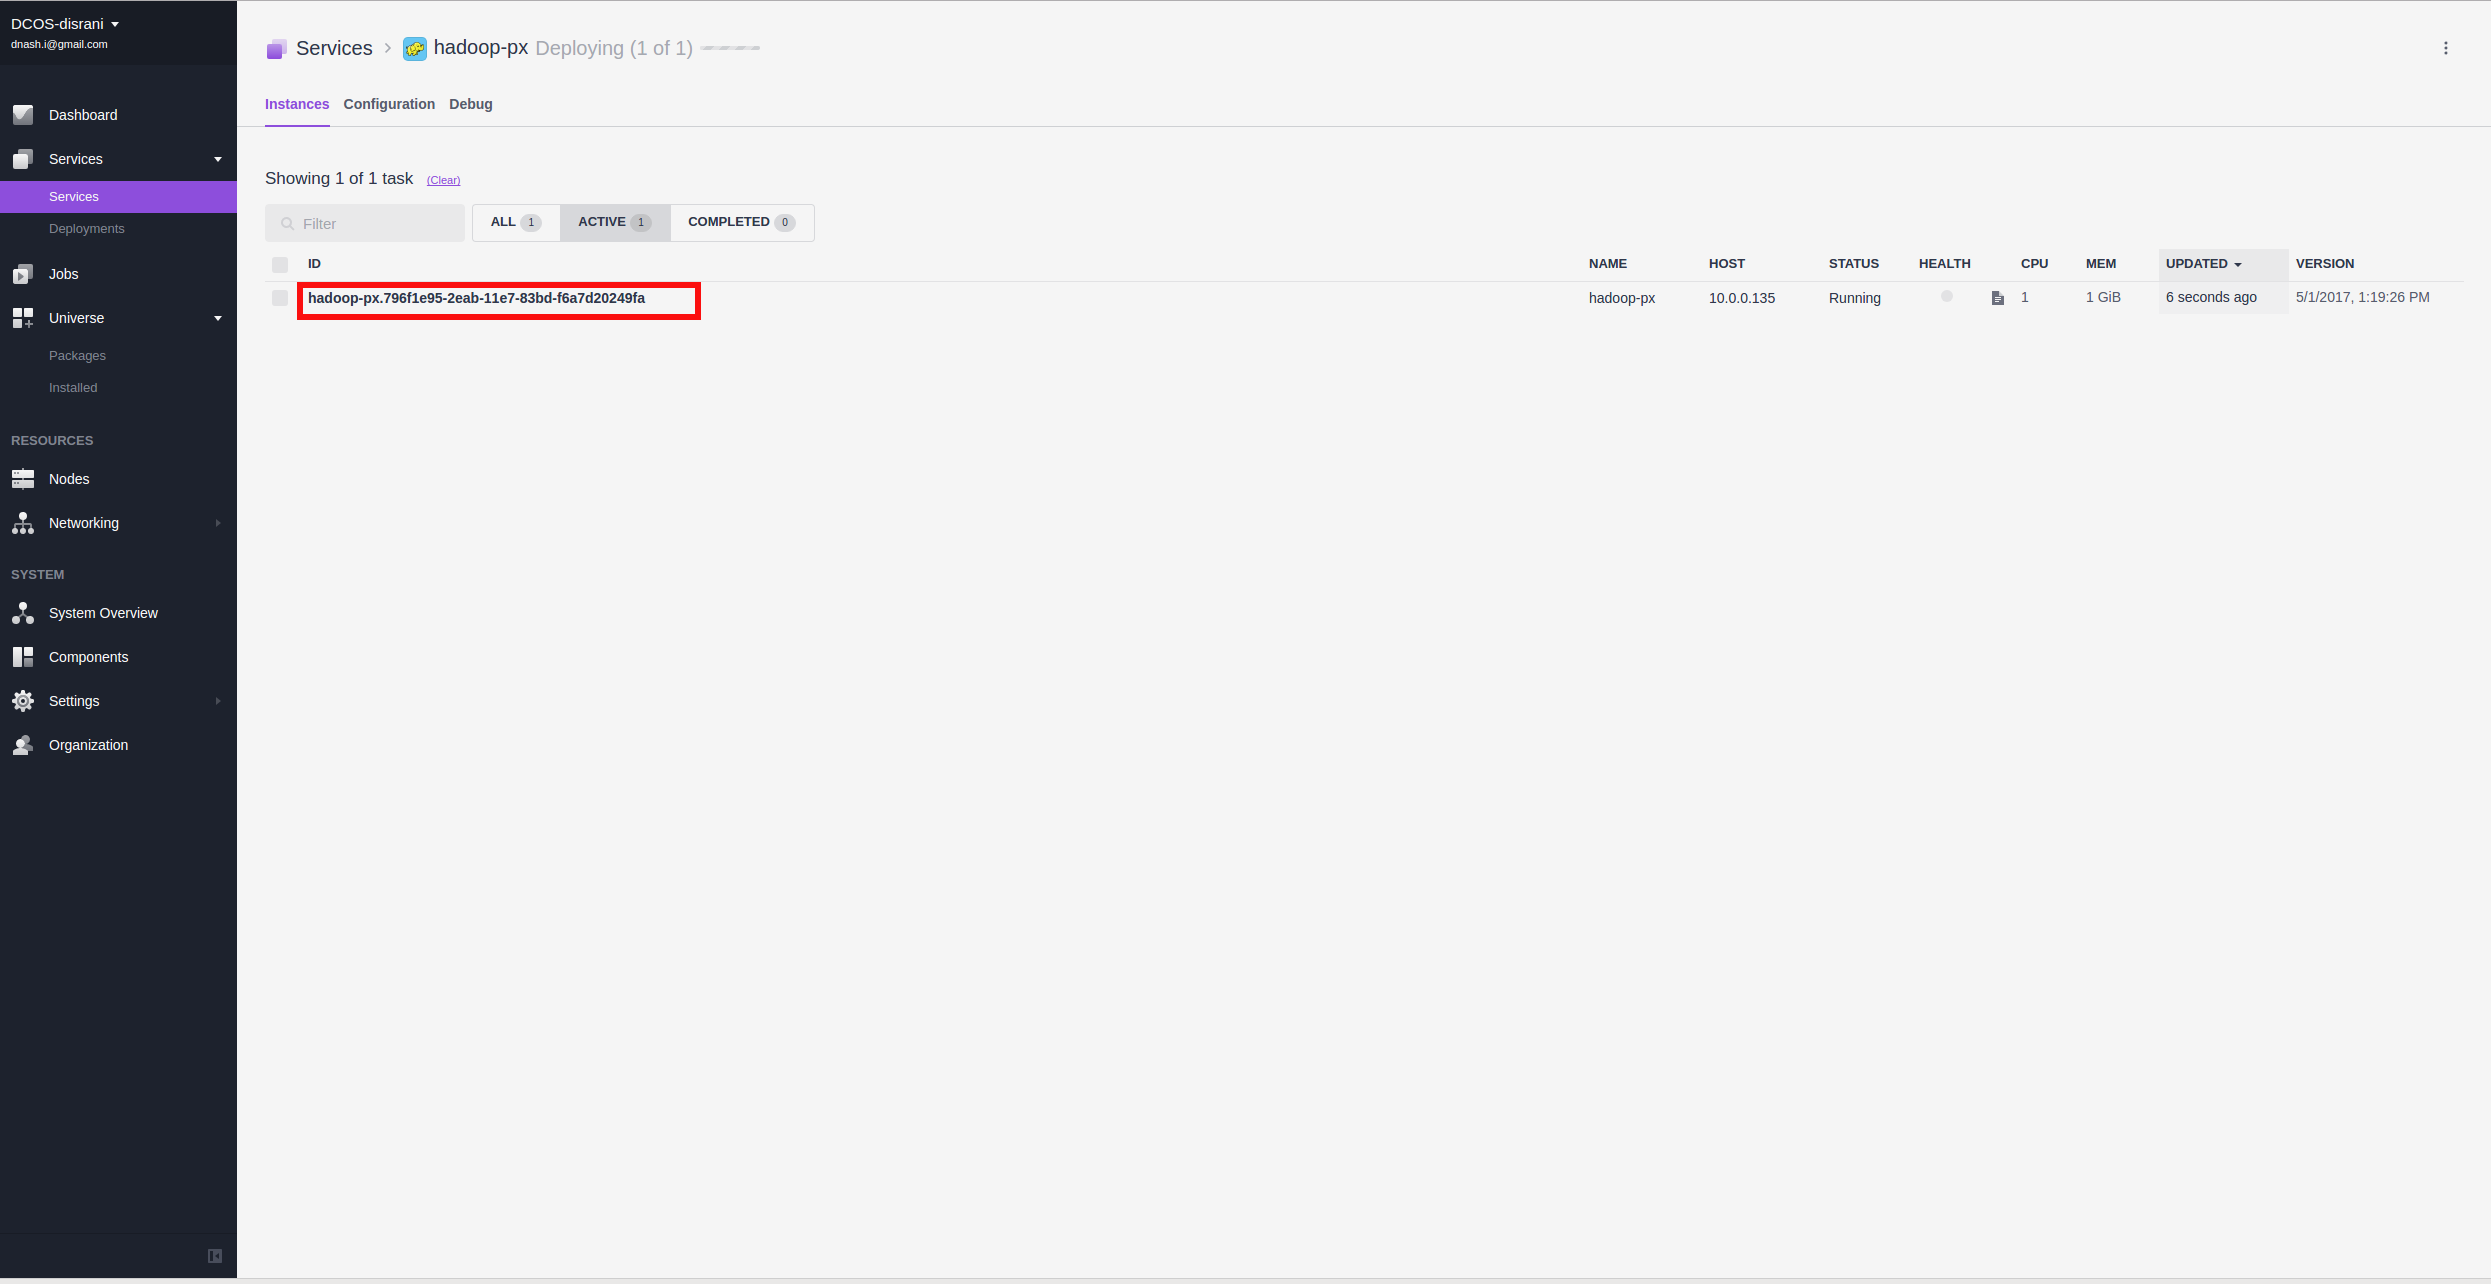 DCOS-disrani
dnash.i@gmail.com
Dashboard
Services
Services
Deployments
Jobs
Universe
Packages
Installed
RESOURCES
Nodes
Networking
SYSTEM
System Overview
Components
Settings
Organization
Services > hadoop-px Deploying (1 of 1)
Instances Configuration Debug
Showing 1 of 1 task (Clear)
Filter ALL 1 ACTIVE 1 COMPLETED 0
ID NAME HOST STATUS HEALTH CPU MEM UPDATED VERSION
hadoop-px.796f1e95-2eab-11e7-83bd-f6a7d20249fa hadoop-px 10.0.0.135 Running 1 1 GiB 6 seconds ago 5/1/2017, 1:19:26 PM